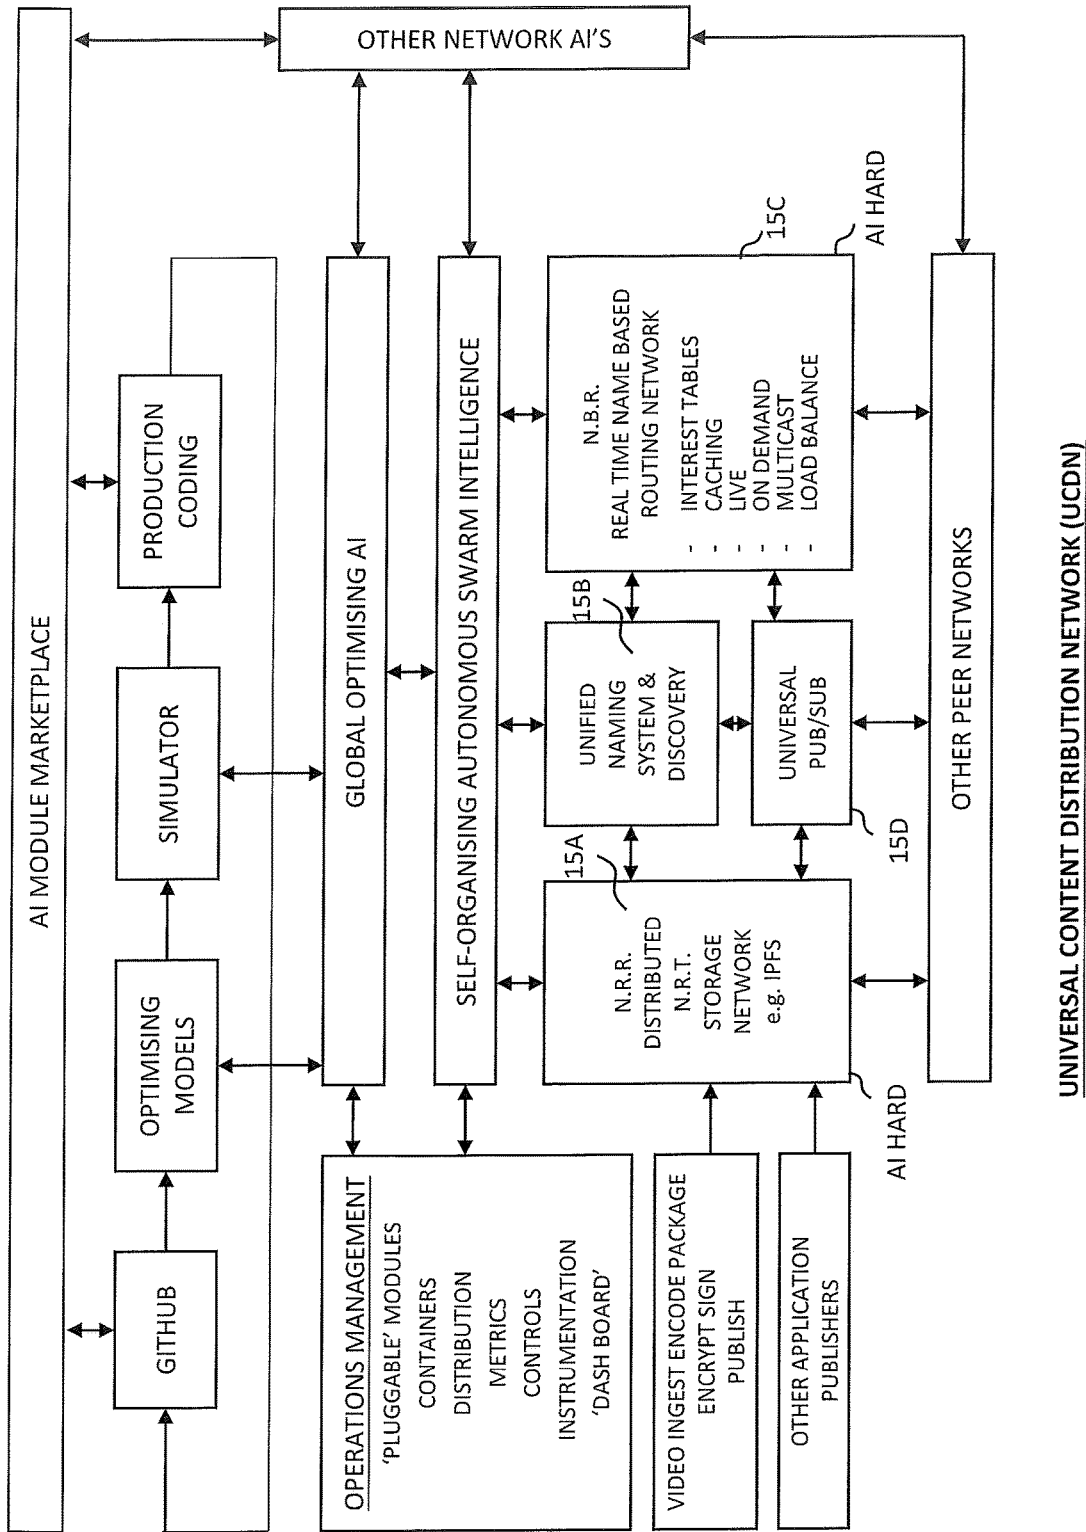 AI MODULE MARKETPLACE
GITHUB
OPTIMISING
MODELS
SIMULATOR
PRODUCTION
CODING
OTHER NETWORK AI'S
GLOBAL OPTIMISING AI
SELF-ORGANISING AUTONOMOUS SWARM INTELLIGENCE
OPERATIONS MANAGEMENT
'PLUGGABLE' MODULES
CONTAINERS
DISTRIBUTION
METRICS
CONTROLS
INSTRUMENTATION
'DASH BOARD'
VIDEO INGEST ENCODE PACKAGE
ENCRYPT SIGN
PUBLISH
OTHER APPLICATION
PUBLISHERS
15A
N.R.R.
DISTRIBUTED
N.R.T.
STORAGE
NETWORK
e.g. IPFS
AI HARD
15B
UNIFIED
NAMING
SYSTEM &
DISCOVERY
UNIVERSAL
PUB/SUB
15D
N.B.R.
REAL TIME NAME BASED
ROUTING NETWORK
- INTEREST TABLES
- CACHING
- LIVE
- ON DEMAND
- MULTICAST
- LOAD BALANCE
15C
AI HARD
OTHER PEER NETWORKS
UNIVERSAL CONTENT DISTRIBUTION NETWORK (UCDN)